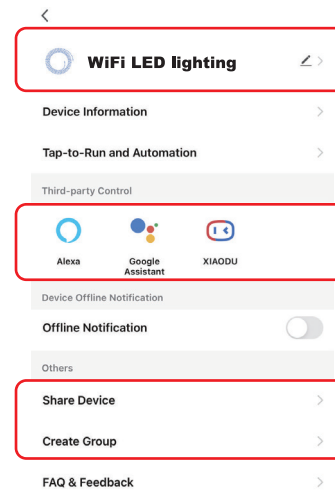 WiFi LED lighting
Device Information
Tap-to-Run and Automation
Third-party Control
Alexa
Google
Assistant
XIAODU
Device Offline Notification
Offline Notification
Others
Share Device
Create Group
FAQ & Feedback